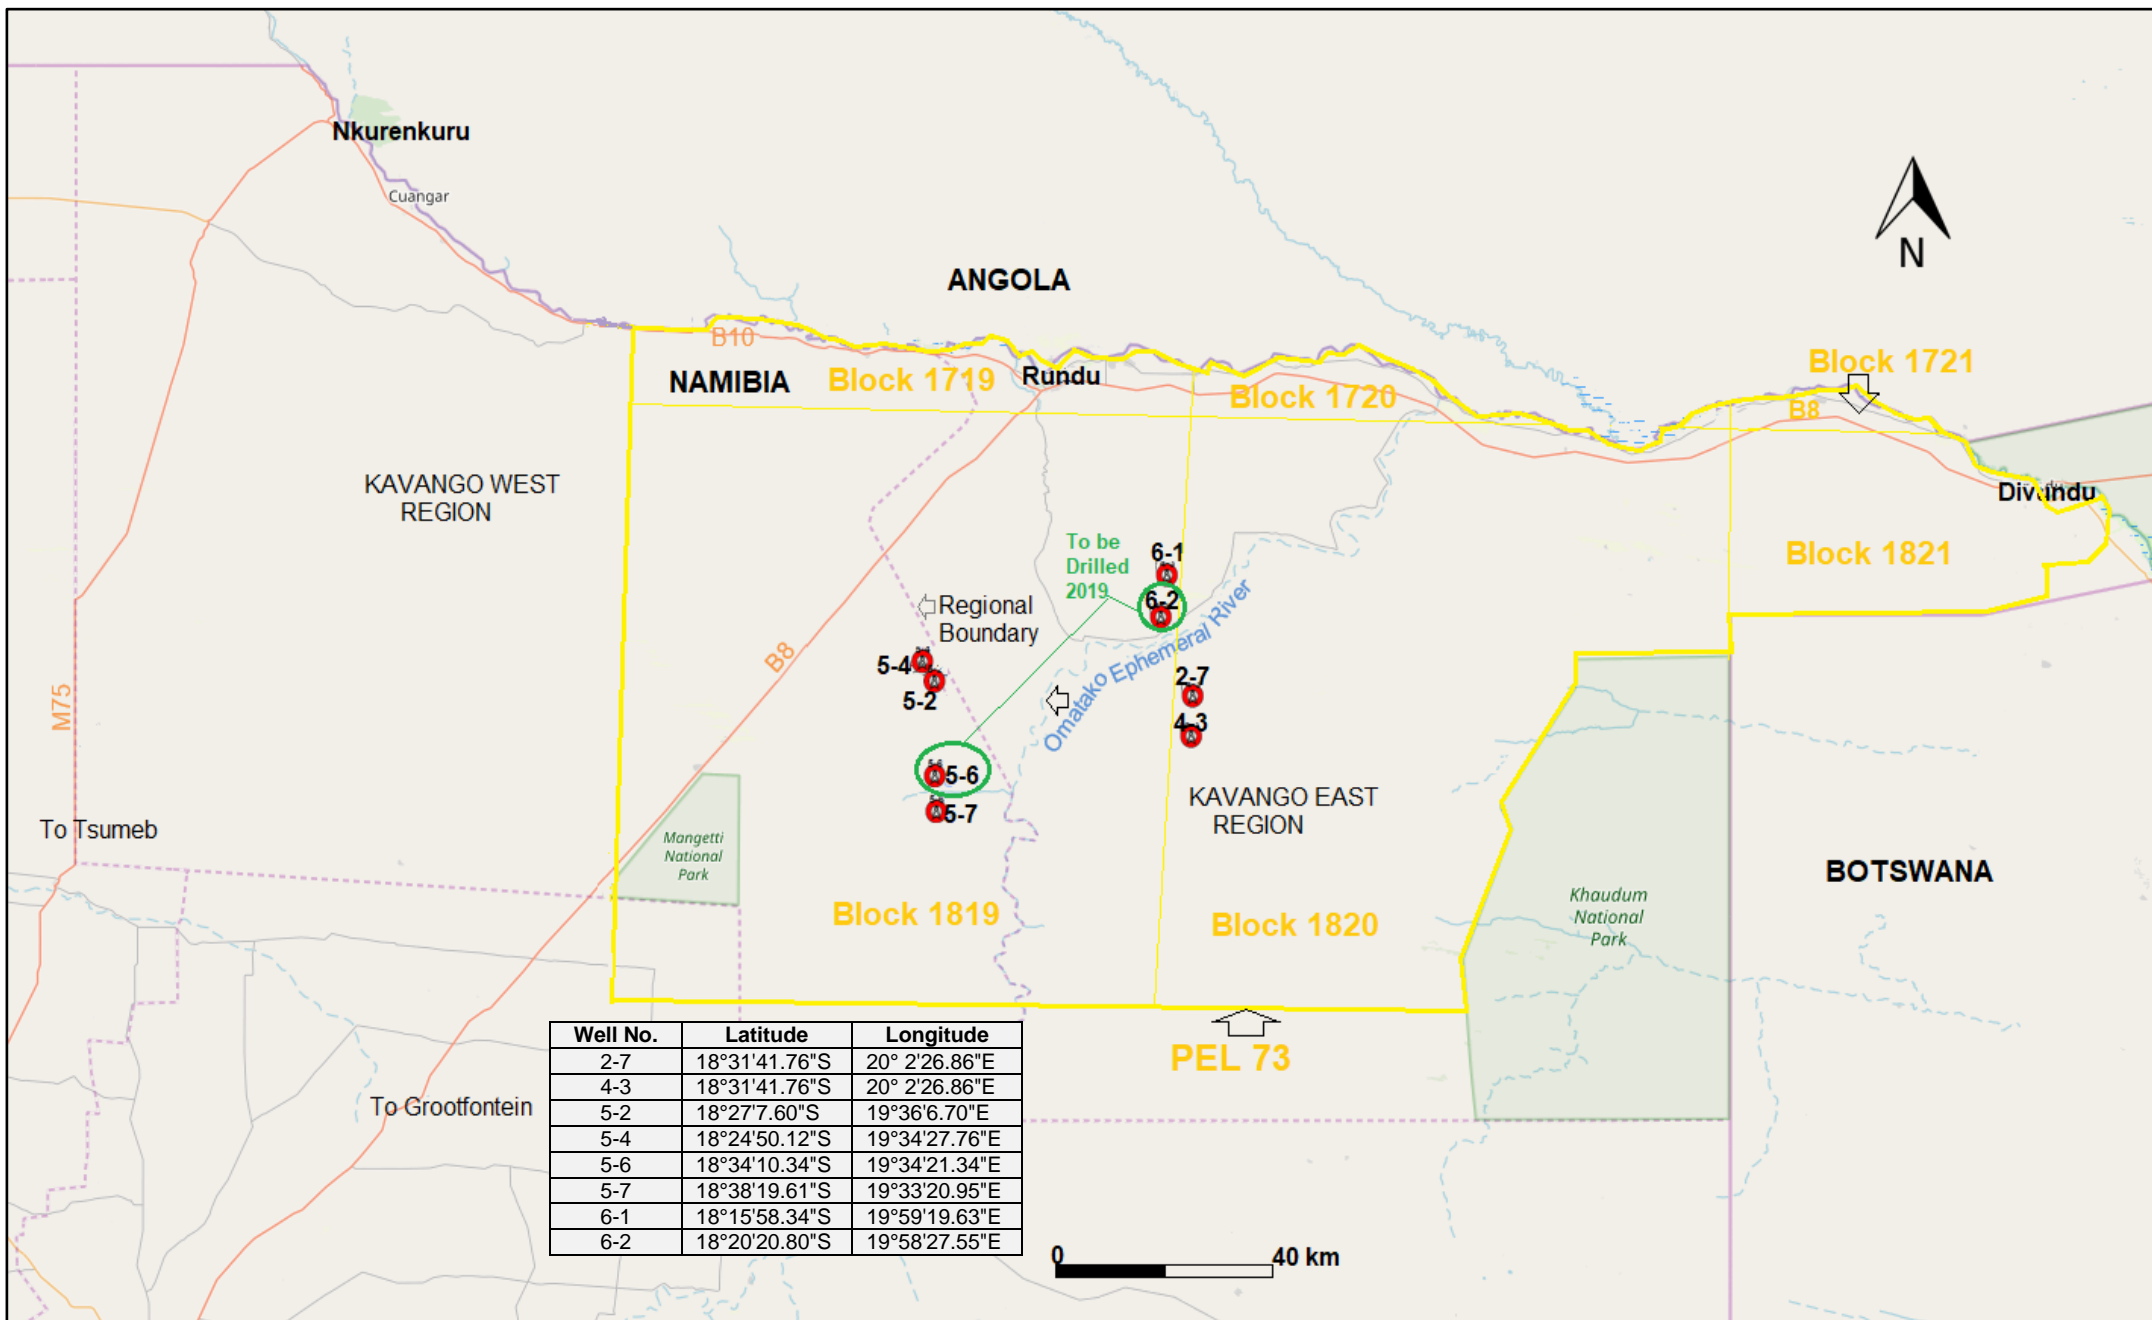 Nkurenkuru
Cuangar
N
ANGOLA
B10
NAMIBIA
Block 1719
Rundu
Block 1720
Block 1721
B8
KAVANGO WEST
REGION
Divundu
To be
Drilled
2019
6-1
6-2
Block 1821
Regional
Boundary
B8
5-4
5-2
Omatako Ephemeral River
2-7
4-3
M75
5-6
5-7
KAVANGO EAST
REGION
To Tsumeb
Mangetti
National
Park
BOTSWANA
Khaudum
National
Park
Block 1819
Block 1820
PEL 73
To Grootfontein
Well No. Latitude Longitude
2-7 18°31'41.76"S 20° 2'26.86"E
4-3 18°31'41.76"S 20° 2'26.86"E
5-2 18°27'7.60"S 19°36'6.70"E
5-4 18°24'50.12"S 19°34'27.76"E
5-6 18°34'10.34"S 19°34'21.34"E
5-7 18°38'19.61"S 19°33'20.95"E
6-1 18°15'58.34"S 19°59'19.63"E
6-2 18°20'20.80"S 19°58'27.55"E
0 40 km